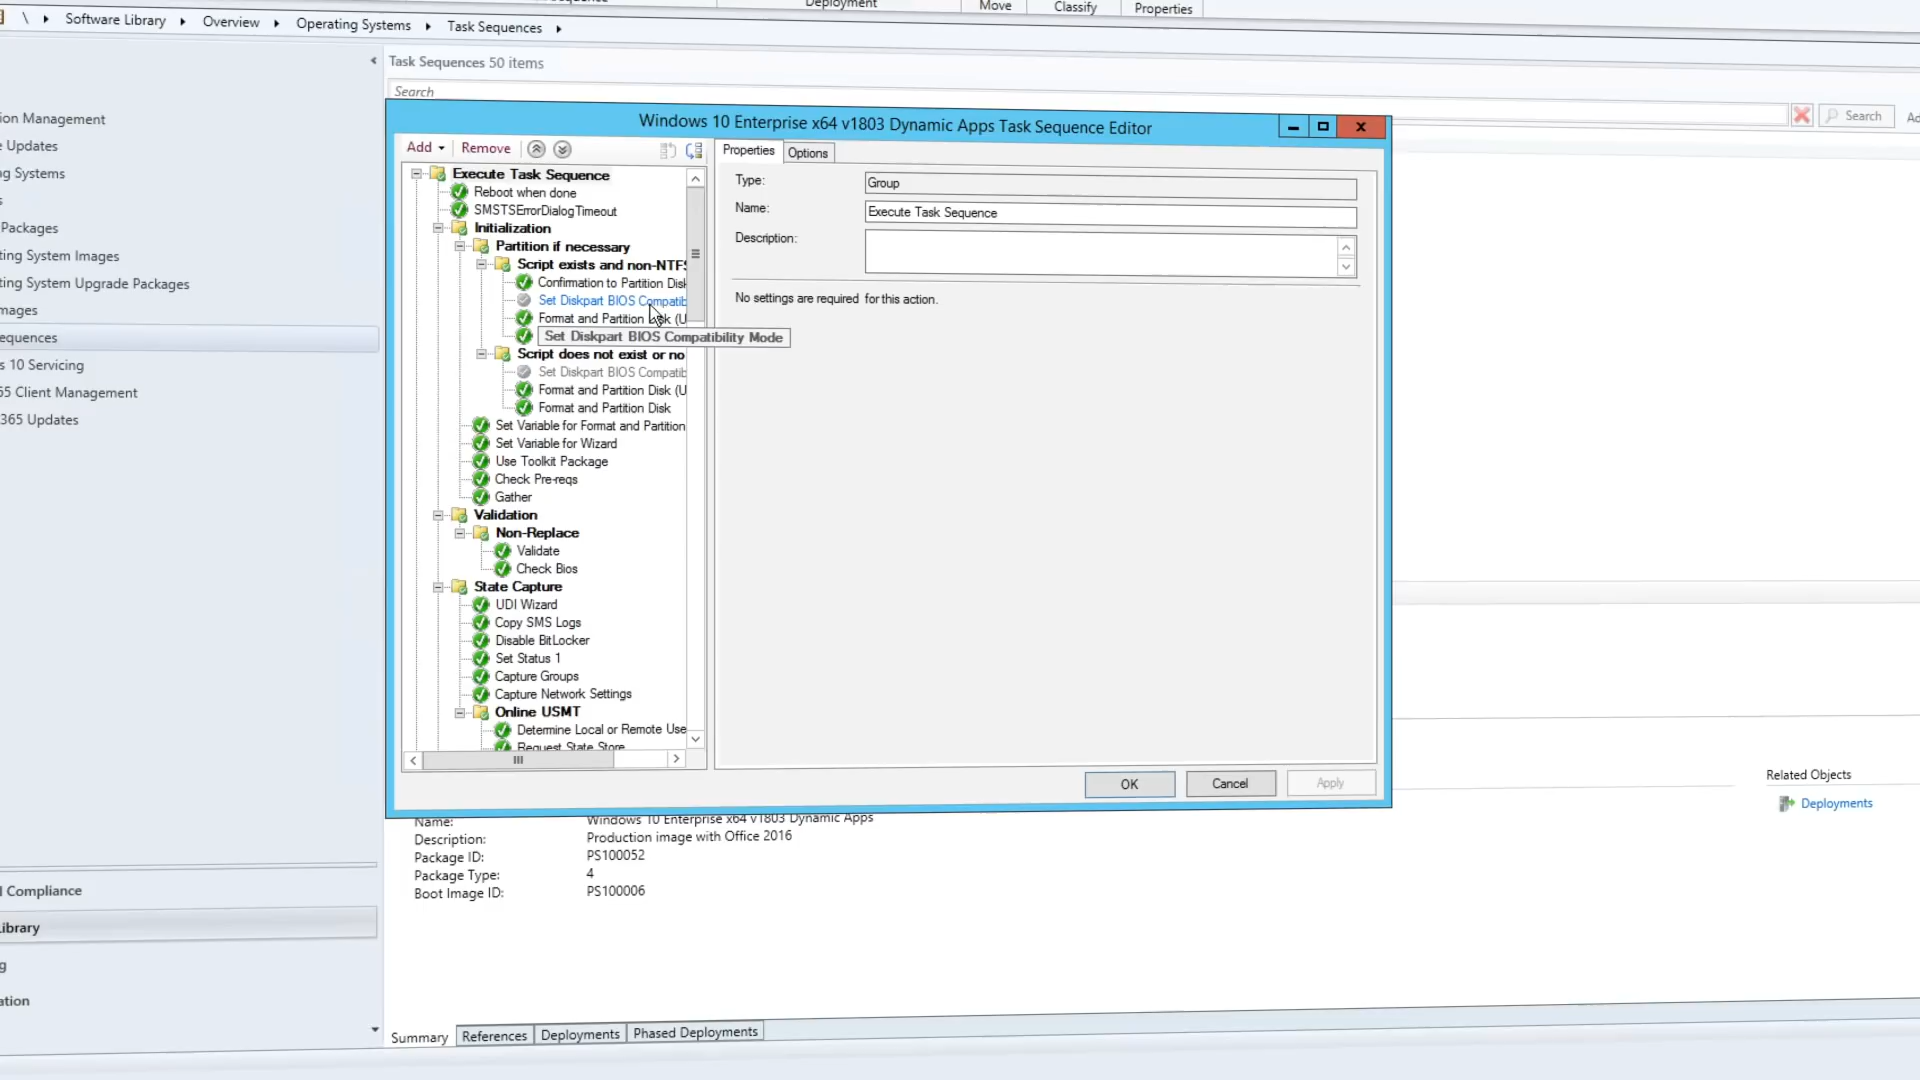 Deployment
Move
Classify
Properties
\ Software Library Overview Operating Systems Task Sequences
Task Sequences 50 items
Search
Search
Windows 10 Enterprise x64 v1803 Dynamic Apps Task Sequence Editor
Add Remove
Execute Task Sequence
Reboot when done
SMSTSErrorDialogTimeout
Initialization
Partition if necessary
Script exists and non-NTFS
Confirmation to Partition Disk
Set Diskpart BIOS Compatib
Format and Partition Disk (U
Set Diskpart BIOS Compatibility Mode
Script does not exist or no
Set Diskpart BIOS Compatib
Format and Partition Disk (U
Format and Partition Disk
Set Variable for Format and Partition
Set Variable for Wizard
Use Toolkit Package
Check Pre-reqs
Gather
Validation
Non-Replace
Validate
Check Bios
State Capture
UDI Wizard
Copy SMS Logs
Disable BitLocker
Set Status 1
Capture Groups
Capture Network Settings
Online USMT
Determine Local or Remote Use
Request State Store
Properties Options
Type: Group
Name: Execute Task Sequence
Description:
No settings are required for this action.
OK Cancel Apply
ion Management
e Updates
ng Systems
s
Packages
ting System Images
ting System Upgrade Packages
mages
equences
s 10 Servicing
65 Client Management
365 Updates
l Compliance
Library
g
ation
Name: Windows 10 Enterprise x64 v1803 Dynamic Apps
Description: Production image with Office 2016
Package ID: PS100052
Package Type: 4
Boot Image ID: PS100006
Related Objects
Deployments
Summary References Deployments Phased Deployments